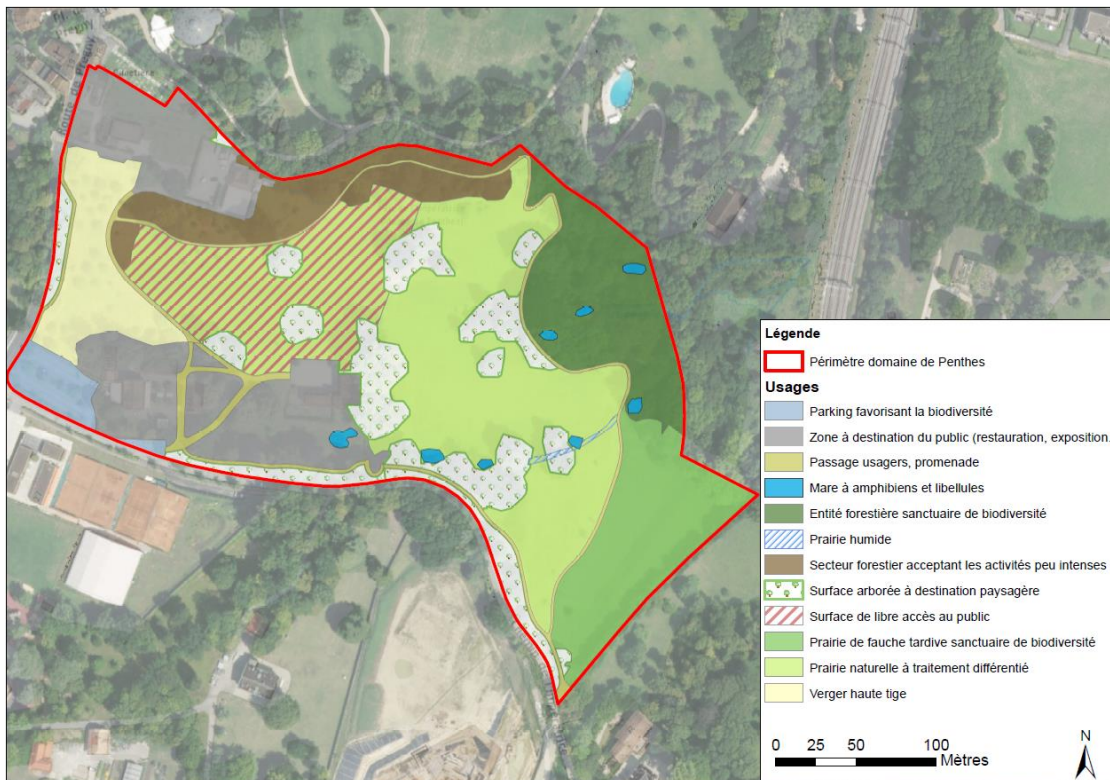 Légende
Périmètre domaine de Penthes
Usages
Parking favorisant la biodiversité
Zone à destination du public (restauration, exposition,
Passage usagers, promenade
Mare à amphibiens et libellules
Entité forestière sanctuaire de biodiversité
Prairie humide
Secteur forestier acceptant les activités peu intenses
Surface arborée à destination paysagère
Surface de libre accès au public
Prairie de fauche tardive sanctuaire de biodiversité
Prairie naturelle à traitement différentié
Verger haute tige
N
0 25 50 100
Mètres